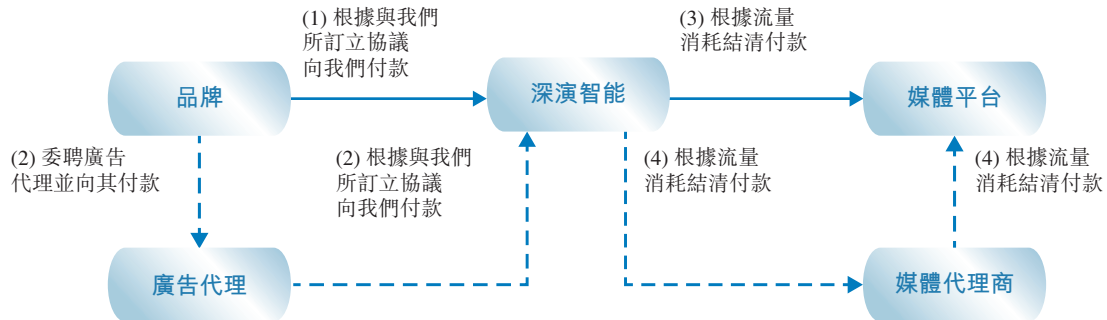 (1) 根據與我們
所訂立協議
向我們付款
(3) 根據流量
消耗結清付款
品牌
深演智能
媒體平台
(2) 委聘廣告
代理並向其付款
(2) 根據與我們
所訂立協議
向我們付款
(4) 根據流量
消耗結清付款
(4) 根據流量
消耗結清付款
廣告代理
媒體代理商